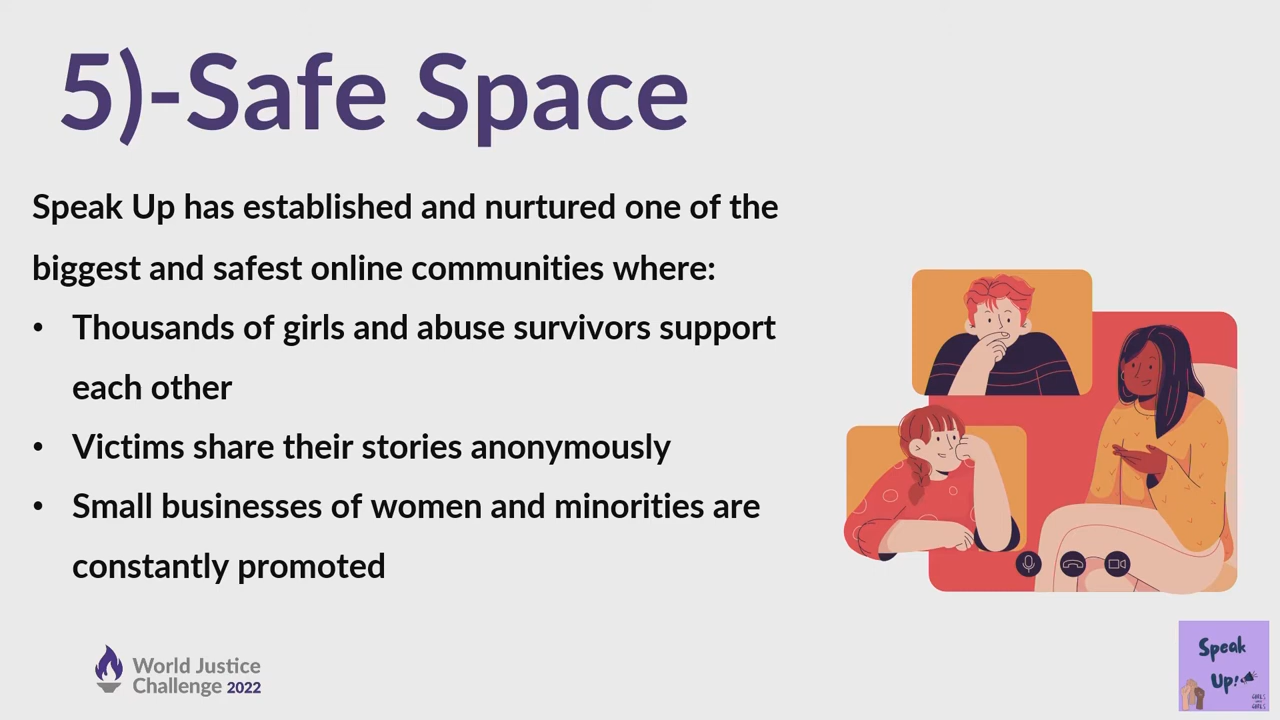 5)-Safe Space
Speak Up has established and nurtured one of the
biggest and safest online communities where:
• Thousands of girls and abuse survivors support
each other
• Victims share their stories anonymously
• Small businesses of women and minorities are
constantly promoted
World Justice
Challenge 2022
Speak
Up!